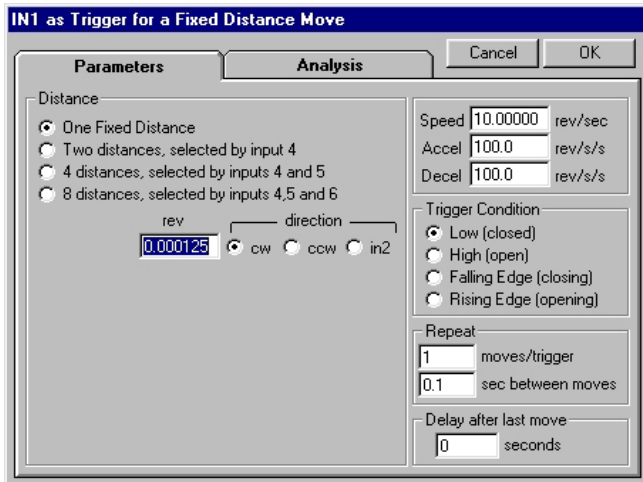 IN1 as Trigger for a Fixed Distance Move
Cancel OK
Parameters Analysis
Distance
One Fixed Distance
Two distances, selected by input 4
4 distances, selected by inputs 4 and 5
8 distances, selected by inputs 4,5 and 6
rev direction
0.000125 cw ccw in2
Speed 10.00000 rev/sec
Accel 100.0 rev/s/s
Decel 100.0 rev/s/s
Trigger Condition
Low (closed)
High (open)
Falling Edge (closing)
Rising Edge (opening)
Repeat
1 moves/trigger
0.1 sec between moves
Delay after last move
0 seconds